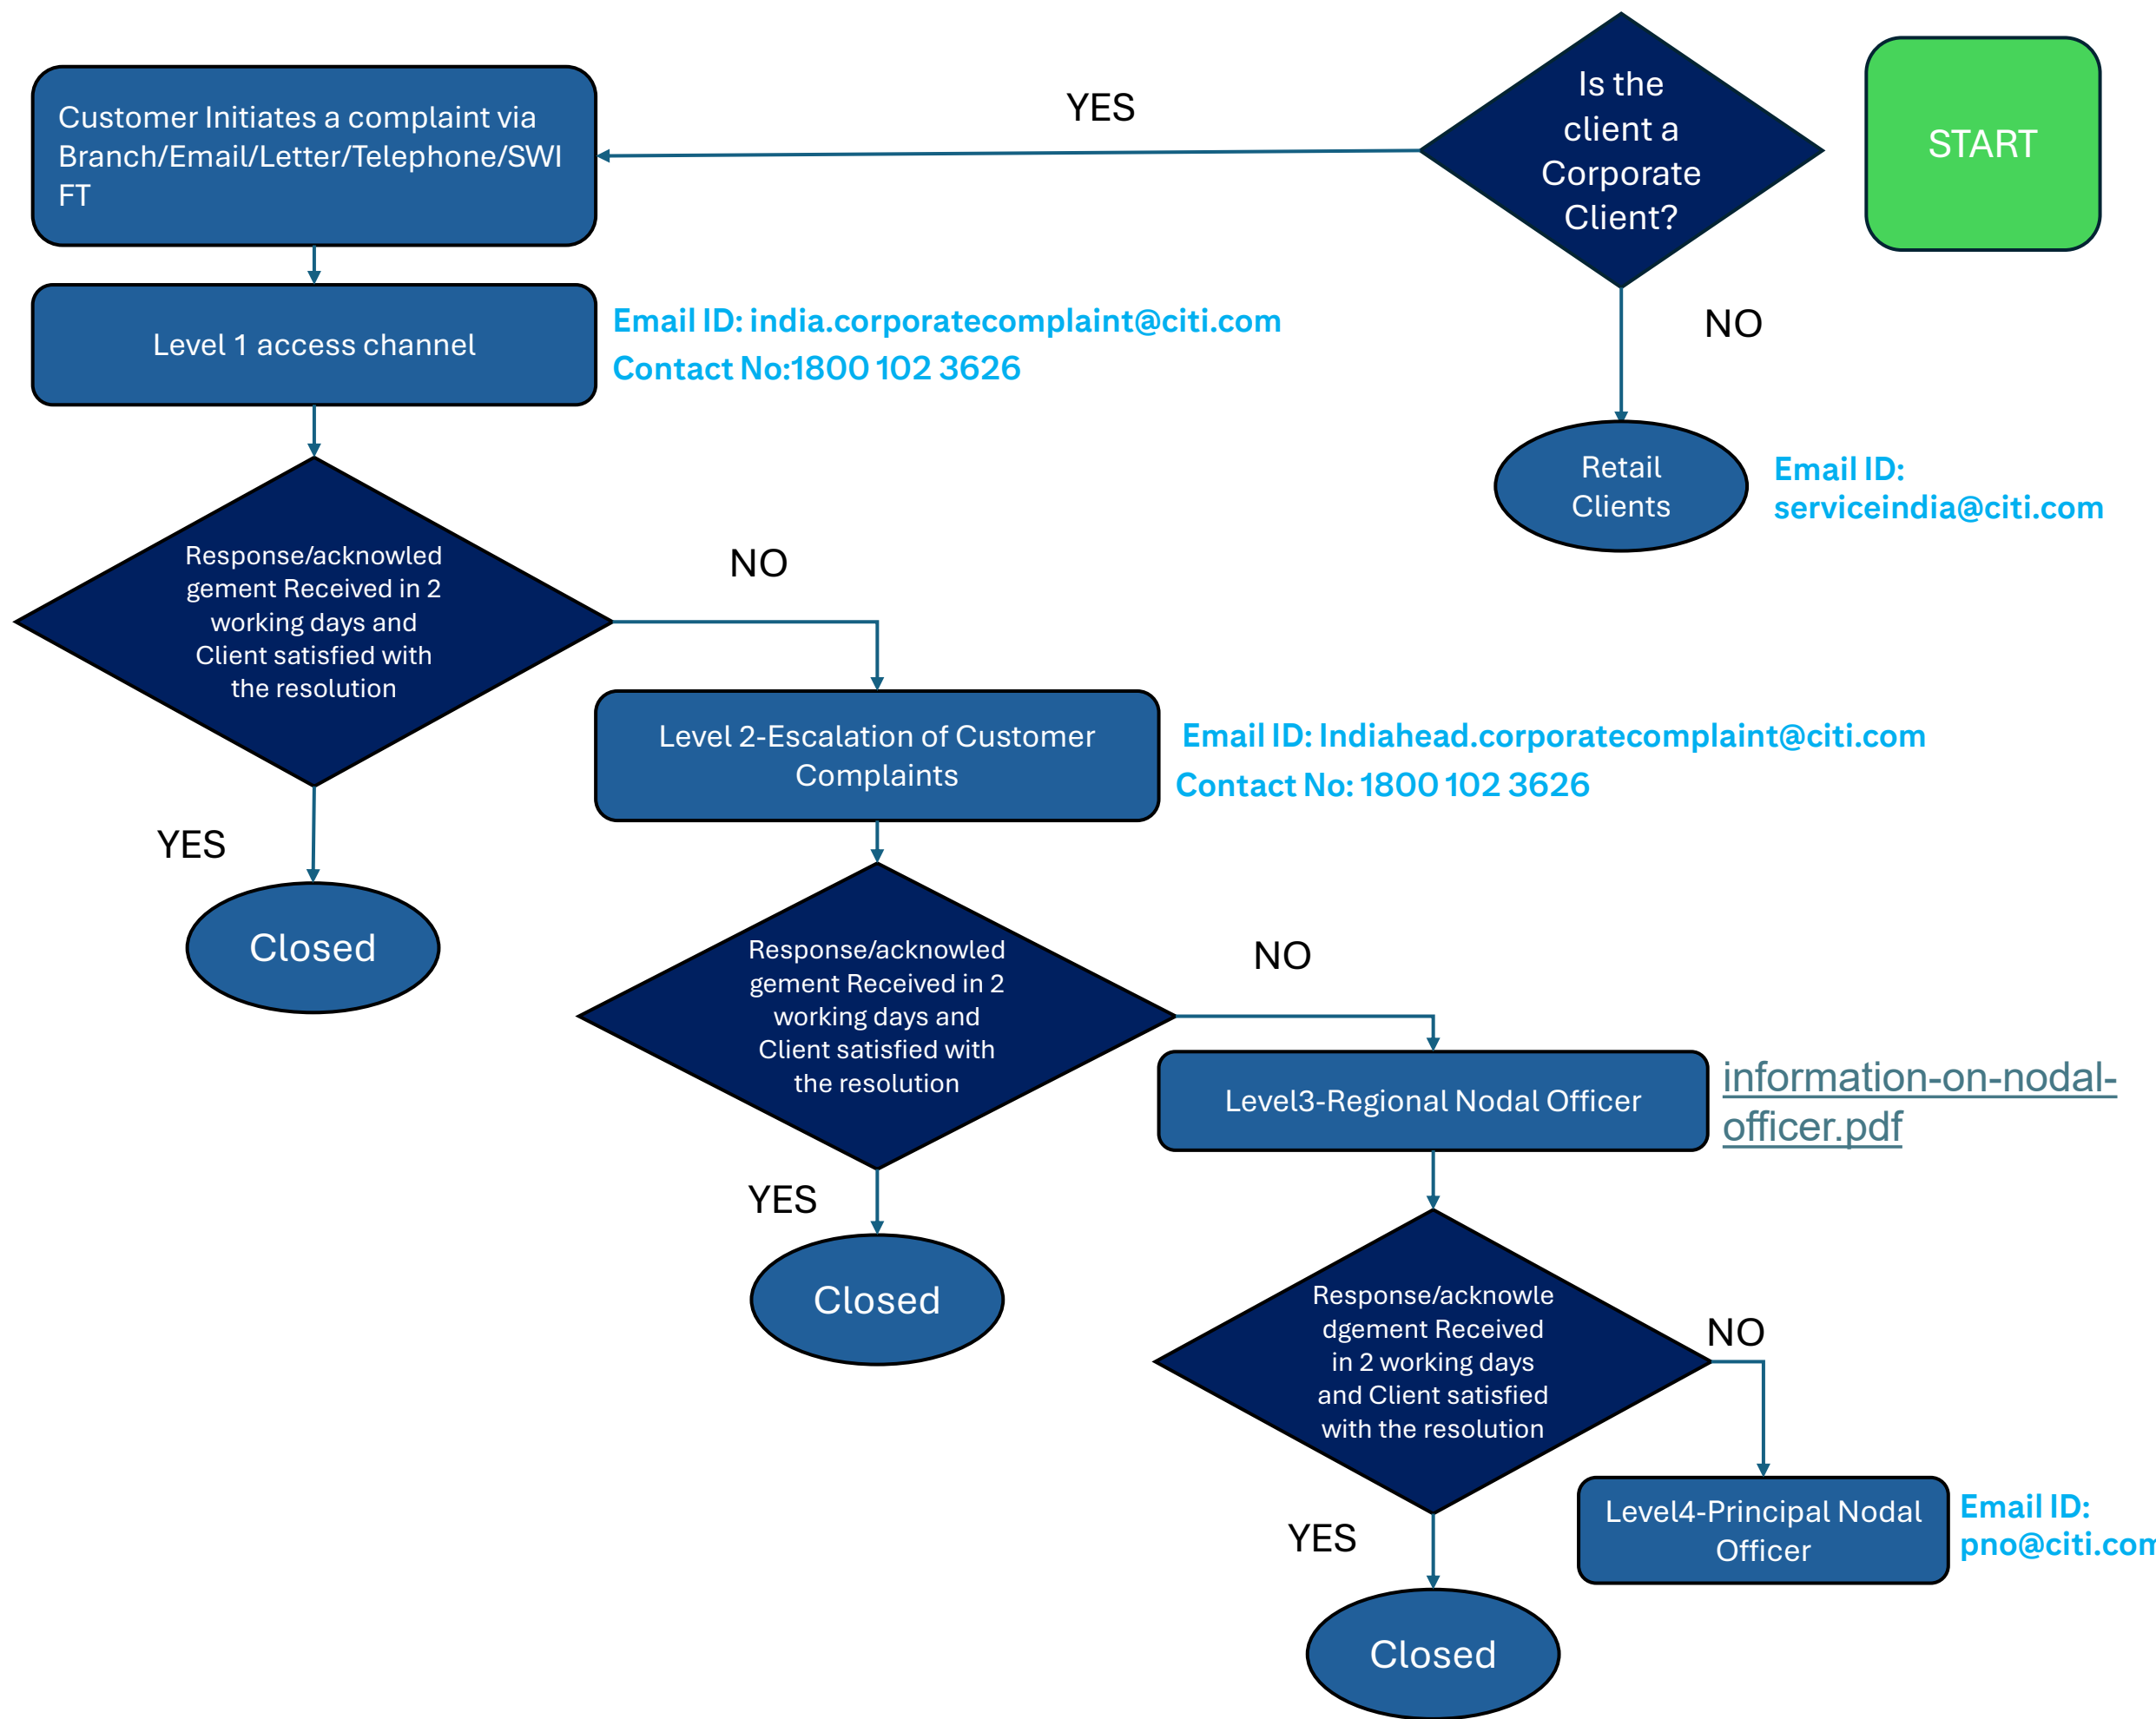 START
Is the
client a
Corporate
Client?
YES
Customer Initiates a complaint via
Branch/Email/Letter/Telephone/SWI
FT
NO
Retail
Clients
Email ID:
serviceindia@citi.com
Level 1 access channel
Email ID: india.corporatecomplaint@citi.com
Contact No:1800 102 3626
Response/acknowled
gement Received in 2
working days and
Client satisfied with
the resolution
NO
YES
Closed
Level 2-Escalation of Customer
Complaints
Email ID: Indiahead.corporatecomplaint@citi.com
Contact No: 1800 102 3626
Response/acknowled
gement Received in 2
working days and
Client satisfied with
the resolution
NO
YES
Closed
Level3-Regional Nodal Officer
information-on-nodal-
officer.pdf
Response/acknowle
dgement Received
in 2 working days
and Client satisfied
with the resolution
NO
YES
Closed
Level4-Principal Nodal
Officer
Email ID:
pno@citi.com